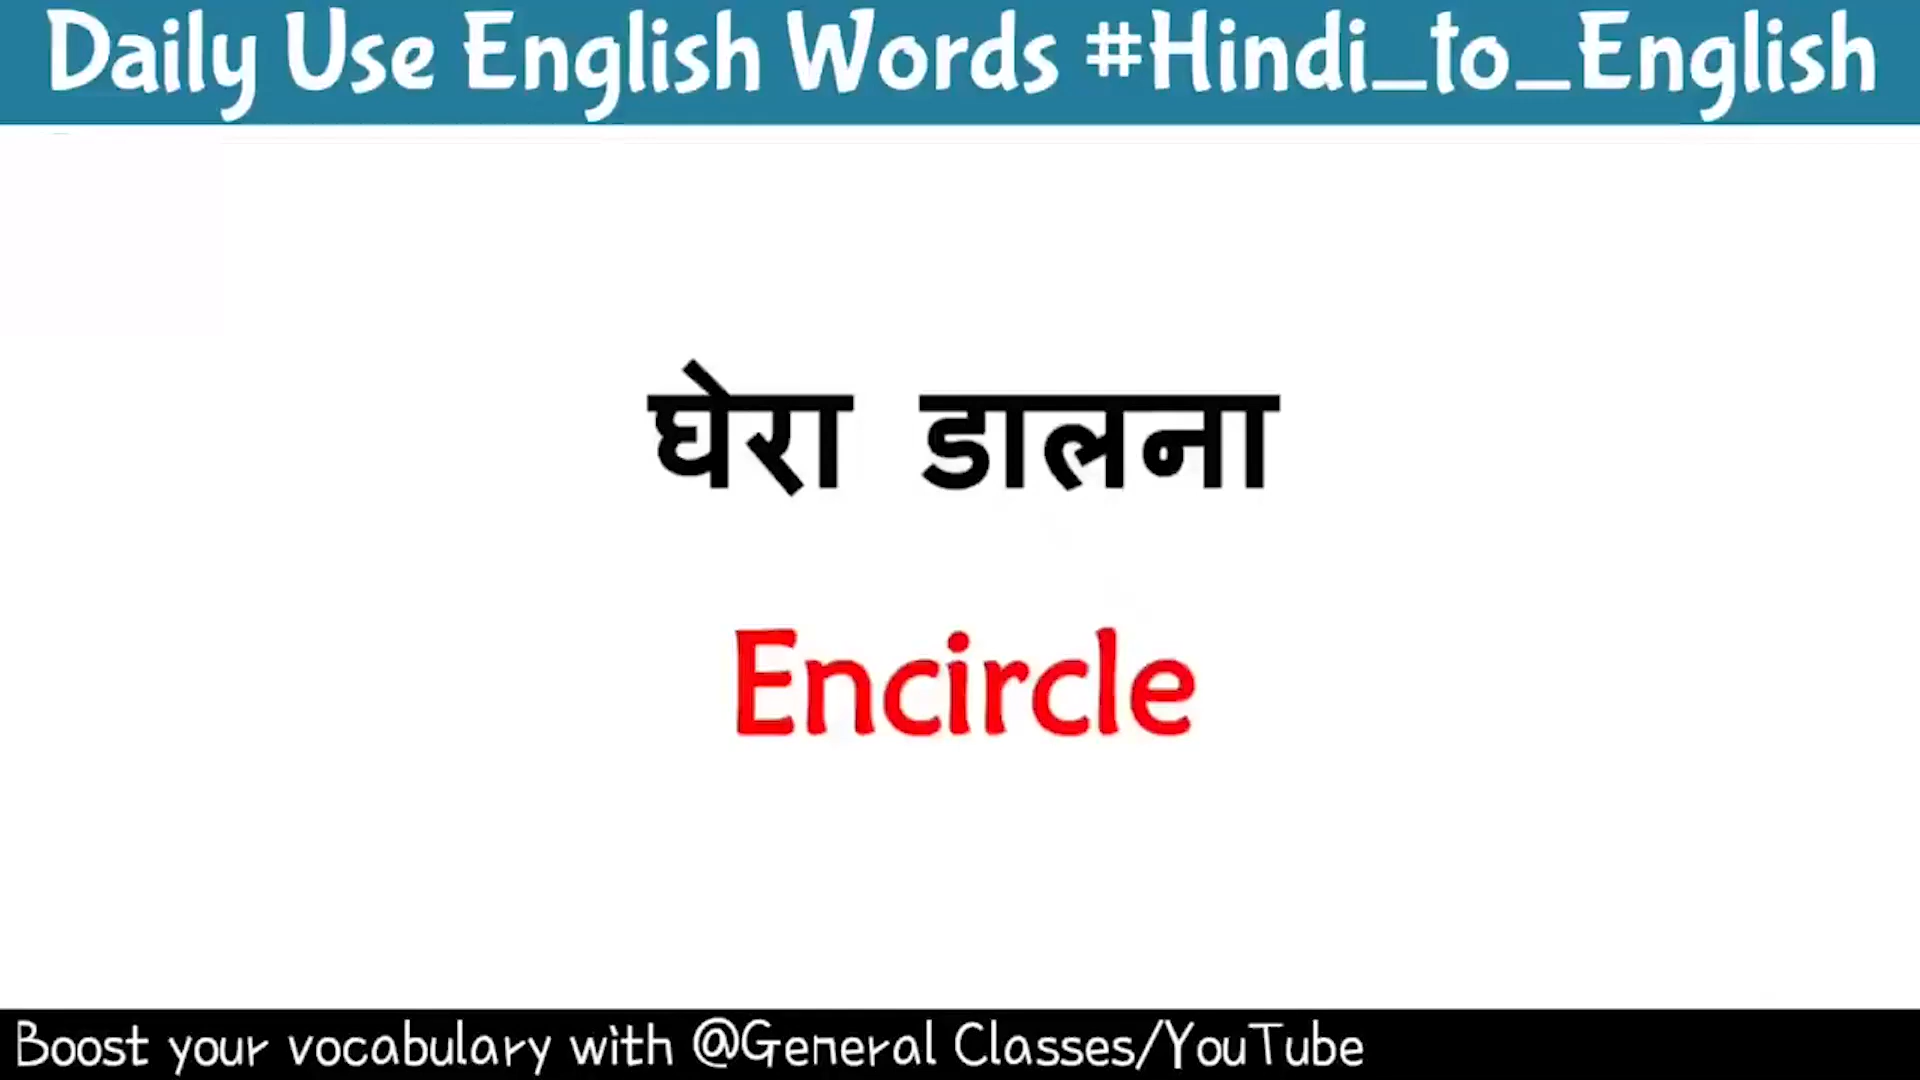 Daily Use English Words #Hindi_to_English
घेरा डालना
Encircle
Boost your vocabulary with @General Classes/YouTube